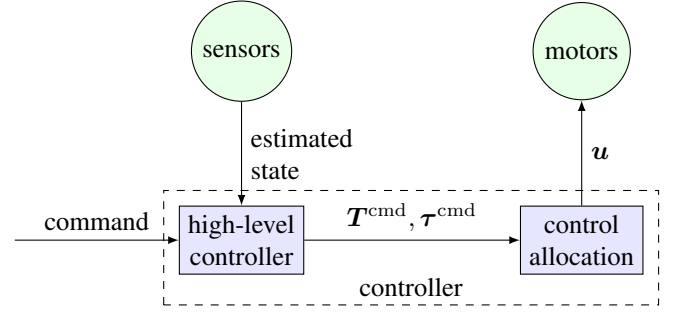 sensors
motors
estimated
state
u
command
high-level
controller
T^cmd, τ^cmd
control
allocation
controller